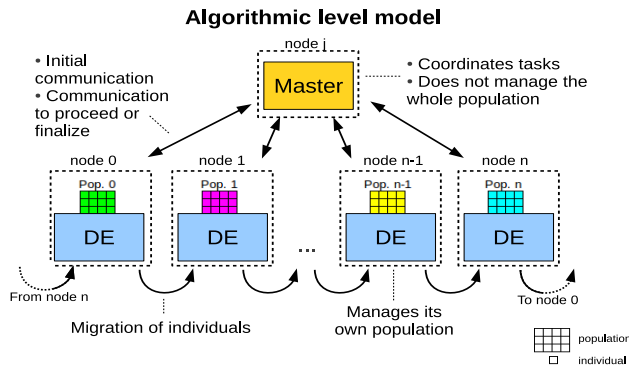 Algorithmic level model
node j
• Initial
communication
• Communication
to proceed or
finalize
Master
• Coordinates tasks
• Does not manage the
whole population
node 0
node 1
node n-1
node n
Pop. 0
Pop. 1
Pop. n-1
Pop. n
DE
DE
...
DE
DE
From node n
To node 0
Migration of individuals
Manages its
own population
population
individual